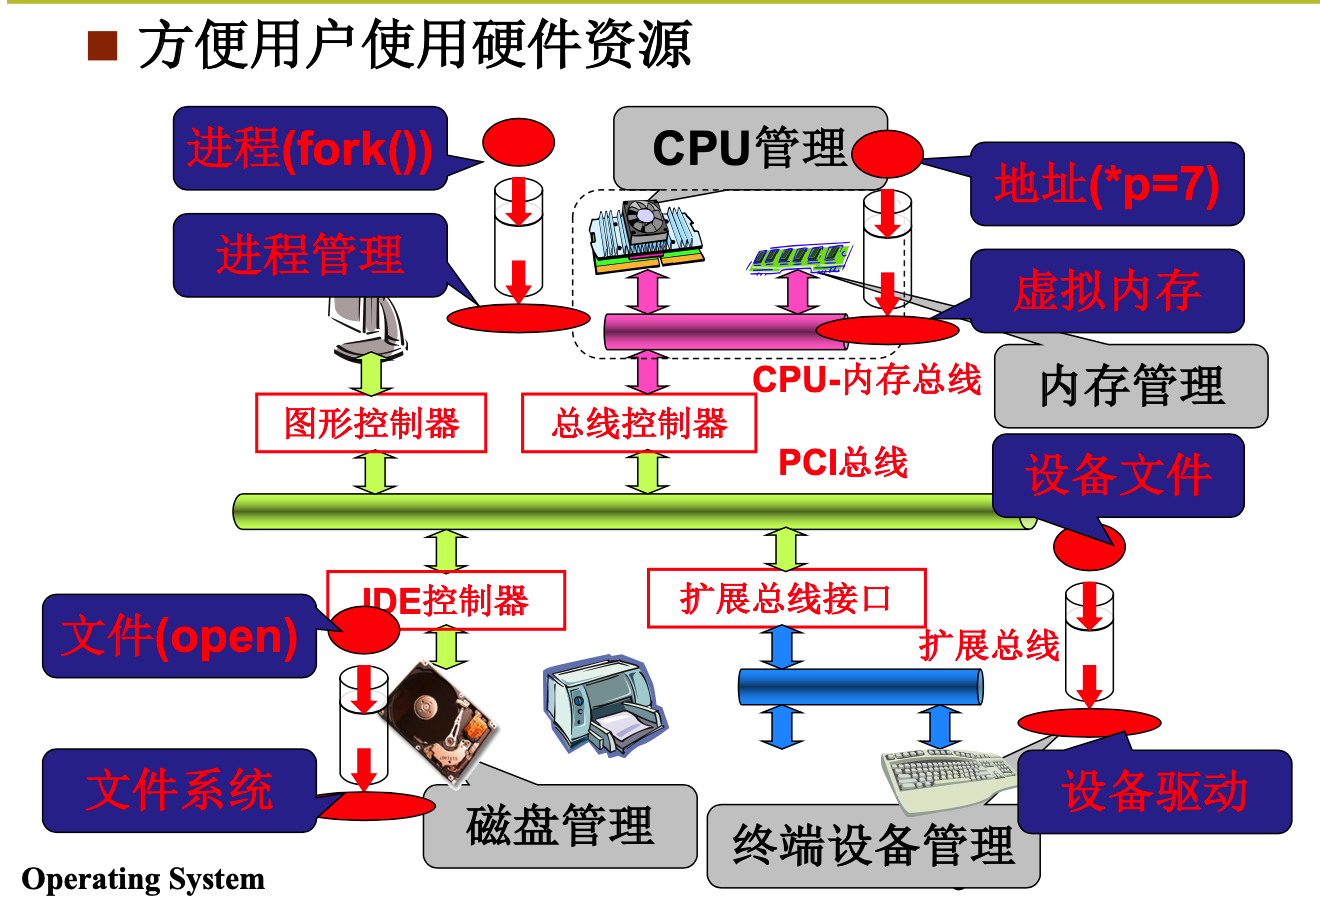 方便用户使用硬件资源
进程(fork())
CPU管理
地址(*p=7)
进程管理
虚拟内存
CPU-内存总线
内存管理
图形控制器
总线控制器
PCI总线
设备文件
IDE控制器
扩展总线接口
文件(open)
扩展总线
文件系统
设备驱动
磁盘管理
终端设备管理
Operating System